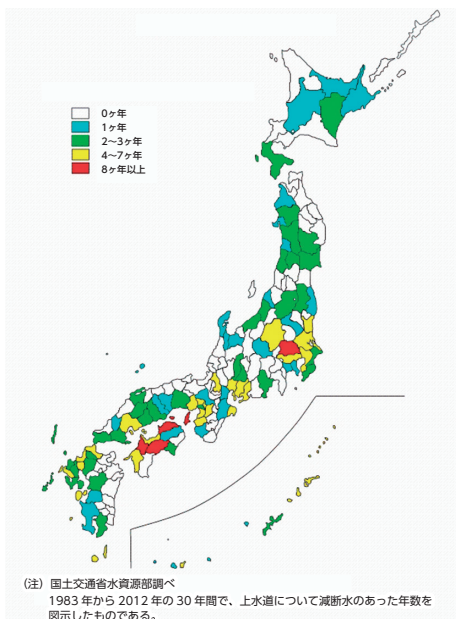 0ヶ年
1ヶ年
2〜3ヶ年
4〜7ヶ年
8ヶ年以上
(注) 国土交通省水資源部調べ
1983年から2012年の30年間で、上水道について減断水のあった年数を
図示したものである。